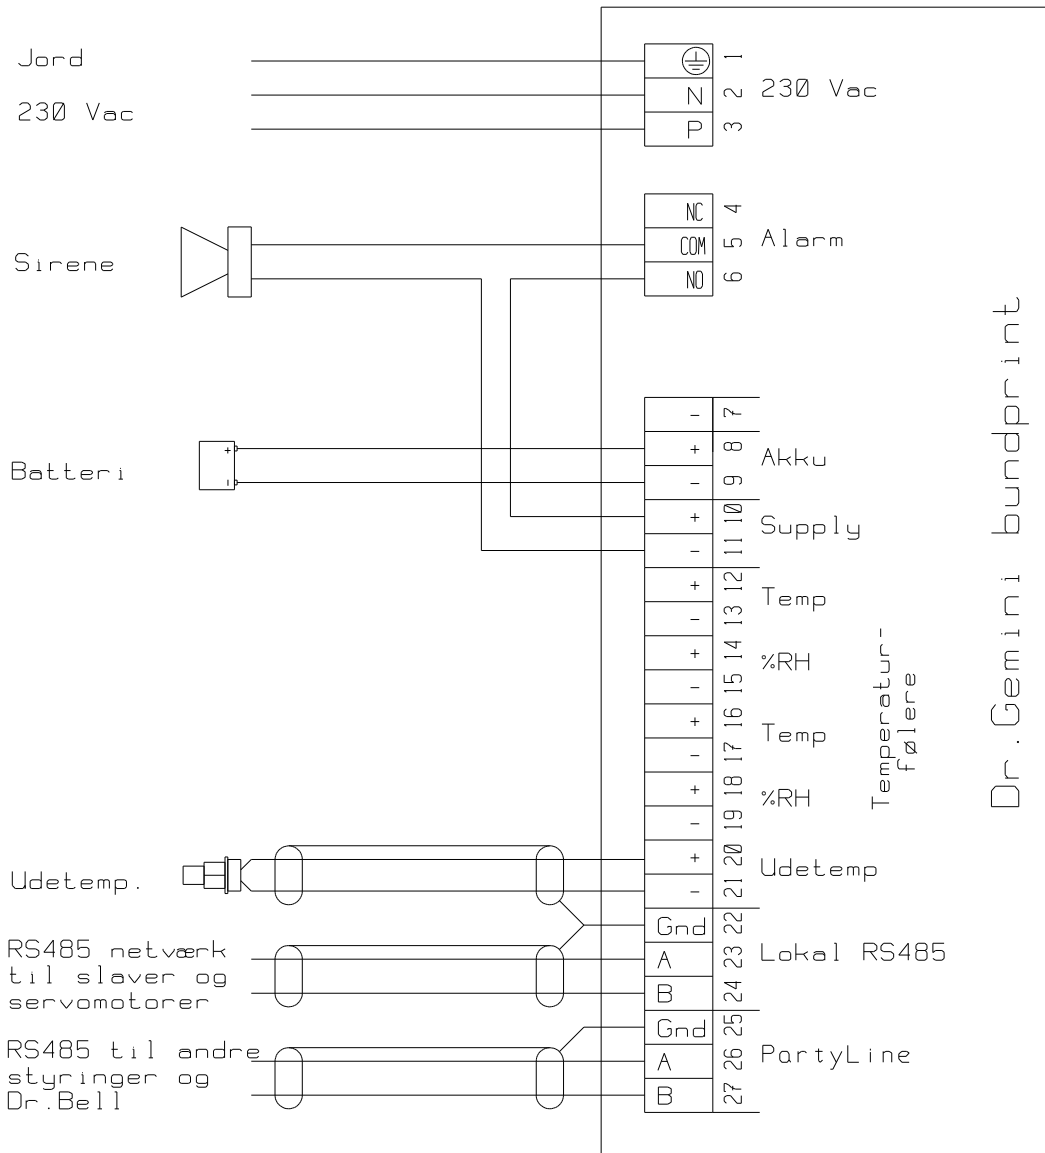 Jord
230 Vac
Sirene
Batteri
Udetemp.
RS485 netværk
til slaver og
servomotorer
RS485 til andre
styringer og
Dr.Bell
1
N 2
P 3
230 Vac
NC 4
COM 5
NO 6
Alarm
- 7
+ 8
- 9
Akku
+ 10
- 11
Supply
+ 12
- 13
Temp
+ 14
- 15
%RH
+ 16
- 17
Temp
+ 18
- 19
%RH
+ 20
- 21
Udetemp
Gnd 22
A 23
B 24
Lokal RS485
Gnd 25
A 26
B 27
PartyLine
+
-
Temperatur-
følere
Dr.Gemini bundprint